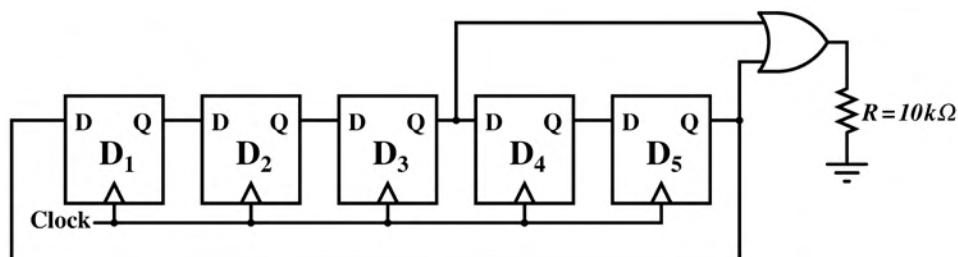 D Q D Q D Q D Q D Q
D1 D2 D3 D4 D5
R=10kΩ
Clock